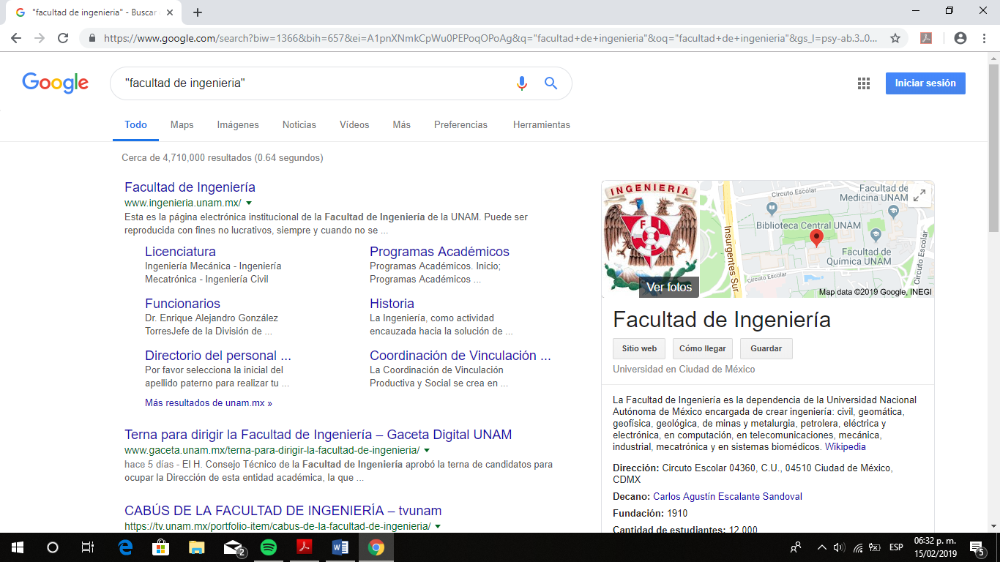 "facultad de ingenieria" - Buscar
https://www.google.com/search?biw=1366&bih=657&ei=A1pnXNmkCpWu0PEPoqOPoAg&q="facultad+de+ingenieria"&oq="facultad+de+ingenieria"&gs_l=psy-ab.3..0...
Google
"facultad de ingenieria"
Iniciar sesión
Todo Maps Imágenes Noticias Vídeos Más Preferencias Herramientas
Cerca de 4,710,000 resultados (0.64 segundos)
Facultad de Ingeniería
www.ingenieria.unam.mx/
Esta es la página electrónica institucional de la Facultad de Ingeniería de la UNAM. Puede ser
reproducida con fines no lucrativos, siempre y cuando no se ...
Licenciatura
Ingeniería Mecánica - Ingeniería
Mecatrónica - Ingeniería Civil
Programas Académicos
Programas Académicos. Inicio;
Programas Académicos ...
Funcionarios
Dr. Enrique Alejandro González
TorresJefe de la División de ...
Historia
La Ingeniería, como actividad
encauzada hacia la solución de ...
Directorio del personal ...
Por favor selecciona la inicial del
apellido paterno para realizar tu ...
Coordinación de Vinculación ...
La Coordinación de Vinculación
Productiva y Social se crea en ...
Más resultados de unam.mx »
Terna para dirigir la Facultad de Ingeniería – Gaceta Digital UNAM
www.gaceta.unam.mx/terna-para-dirigir-la-facultad-de-ingenieria/
hace 5 días - El H. Consejo Técnico de la Facultad de Ingeniería aprobó la terna de candidatos para
ocupar la Dirección de esta entidad académica, la que ...
CABÚS DE LA FACULTAD DE INGENIERÍA – tvunam
https://tv.unam.mx/portfolio-item/cabus-de-la-facultad-de-ingenieria/
INGENIERIA
F I
Ver fotos
Circuito Escolar
Facultad de
Medicina UNAM
Biblioteca Central UNAM
Insurgentes Sur
Facultad de
Química UNAM
Circuito Escolar
Circuito Escolar
Map data ©2019 Google, INEGI
Facultad de Ingeniería
Sitio web Cómo llegar Guardar
Universidad en Ciudad de México
La Facultad de Ingeniería es la dependencia de la Universidad Nacional
Autónoma de México encargada de crear ingeniería: civil, geomática,
geofísica, geológica, de minas y metalurgia, petrolera, eléctrica y
electrónica, en computación, en telecomunicaciones, mecánica,
industrial, mecatrónica y en sistemas biomédicos. Wikipedia
Dirección: Circuto Escolar 04360, C.U., 04510 Ciudad de México,
CDMX
Decano: Carlos Agustín Escalante Sandoval
Fundación: 1910
Cantidad de estudiantes: 12,000
2
ESP
06:32 p. m.
15/02/2019
5